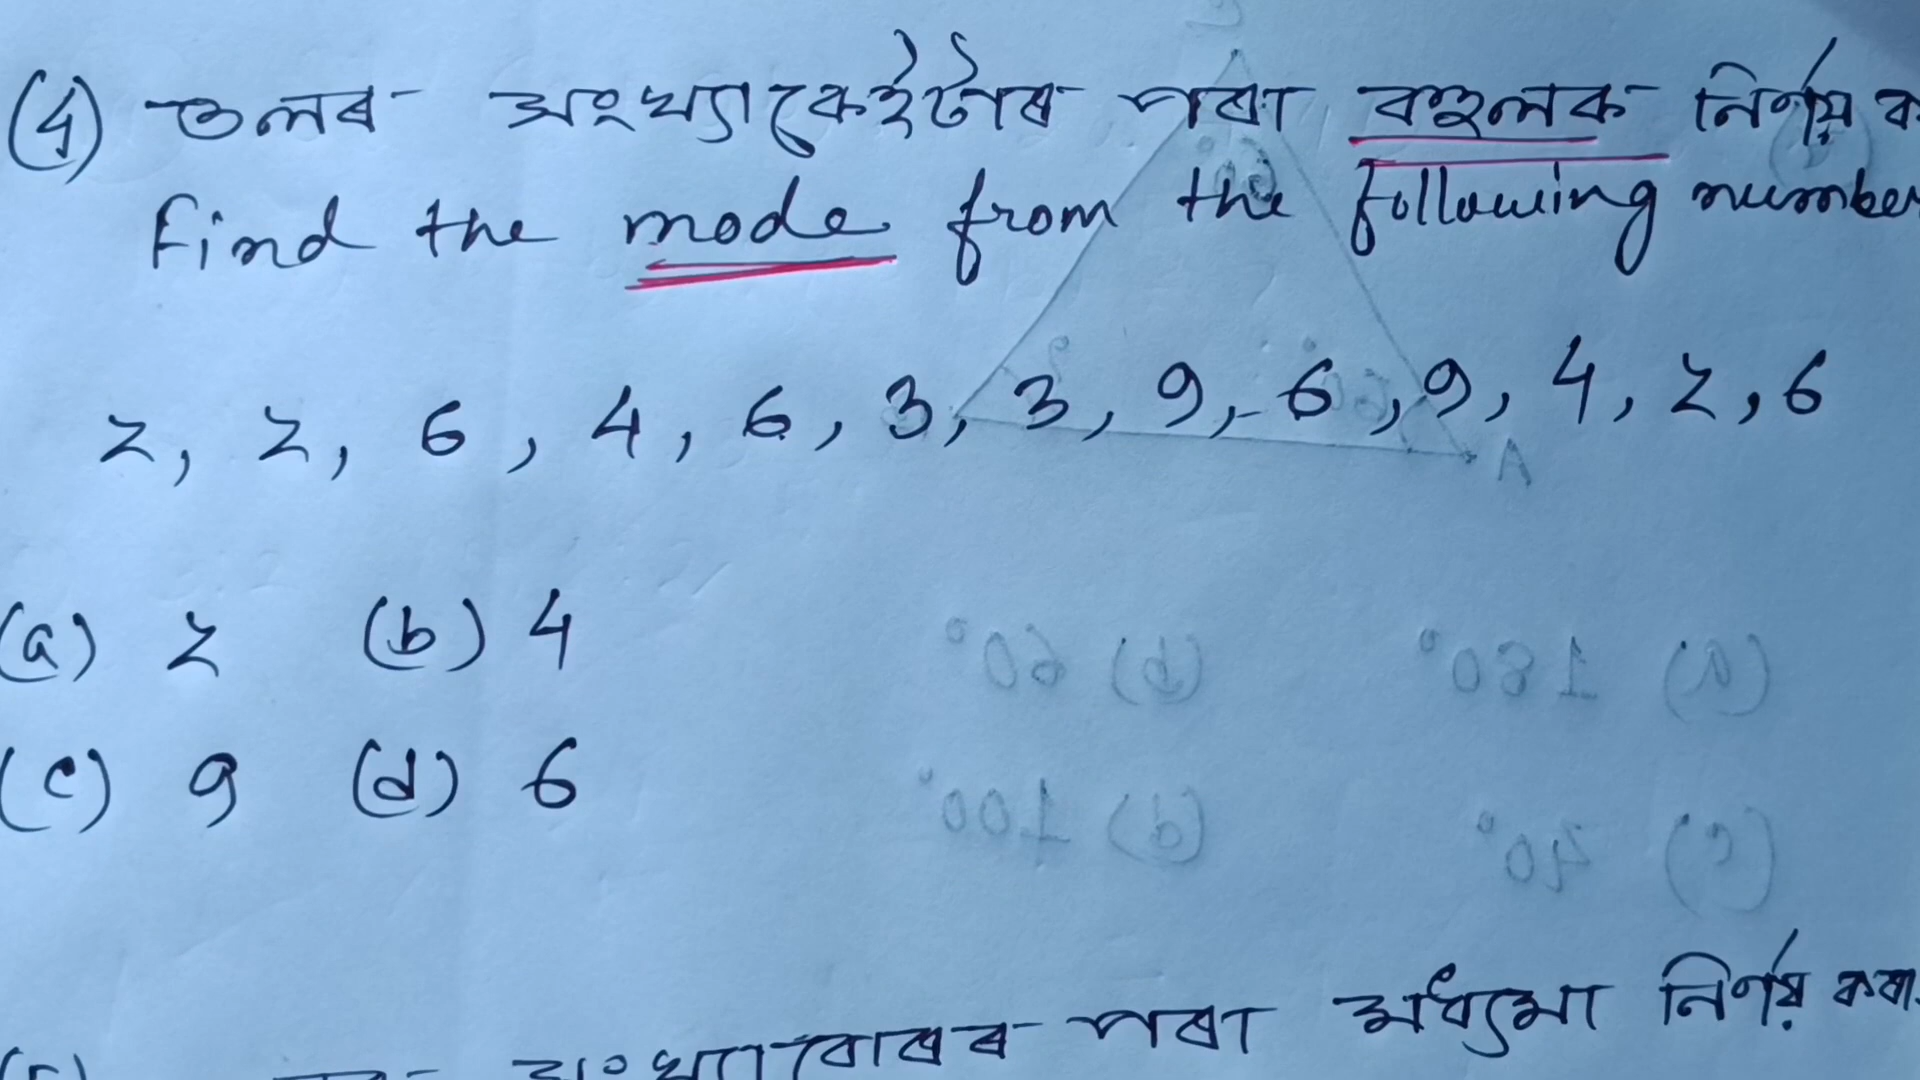 (4) তলৰ সংখ্যাকেইটাৰ পৰা বহুলক নিৰ্ণয়
Find the mode from the following number
2, 2, 6, 4, 6, 3, 3, 9, 6, 9, 4, 2, 6
(a) 2 (b) 4
(c) 9 (d) 6
সংখ্যাবোৰৰ পৰা মধ্যমা নিৰ্ণয় কৰা